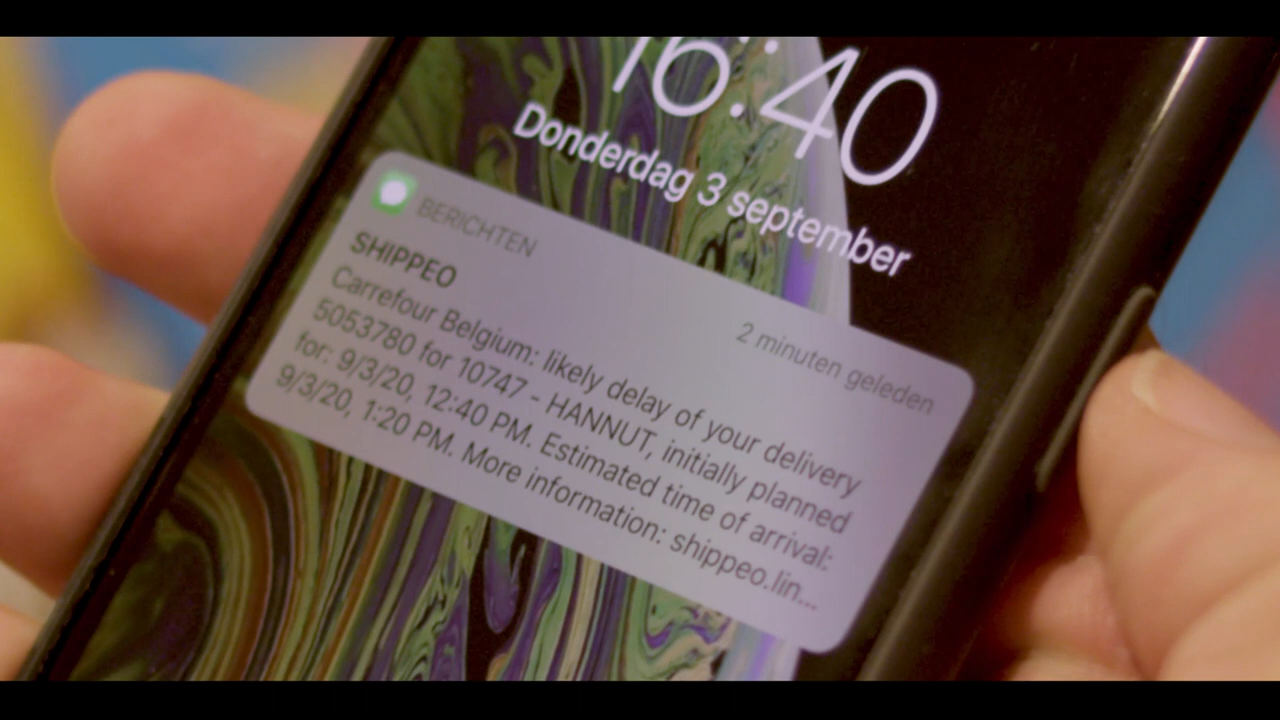 16:40
Donderdag 3 september
BERICHTEN
2 minuten geleden
SHIPPEO
Carrefour Belgium: likely delay of your delivery
5053780 for 10747 - HANNUT, initially planned
for: 9/3/20, 12:40 PM. Estimated time of arrival:
9/3/20, 1:20 PM. More information: shippeo.lin...